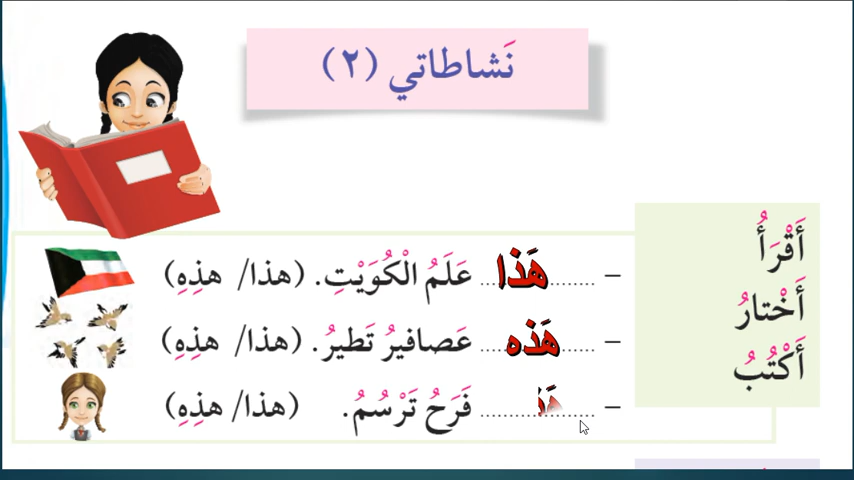 نَشاطاتي (٢)
أَقْرَأُ
أَخْتارُ
أَكْتُبُ
– ........هَذا... عَلَمُ الْكُوَيْتِ. (هذا/ هذِهِ)
– ......هَذه.... عَصافيرُ تَطيرُ. (هذا/ هذِهِ)
– ................ فَرَحُ تَرْسُمُ. (هذا/ هذِهِ)